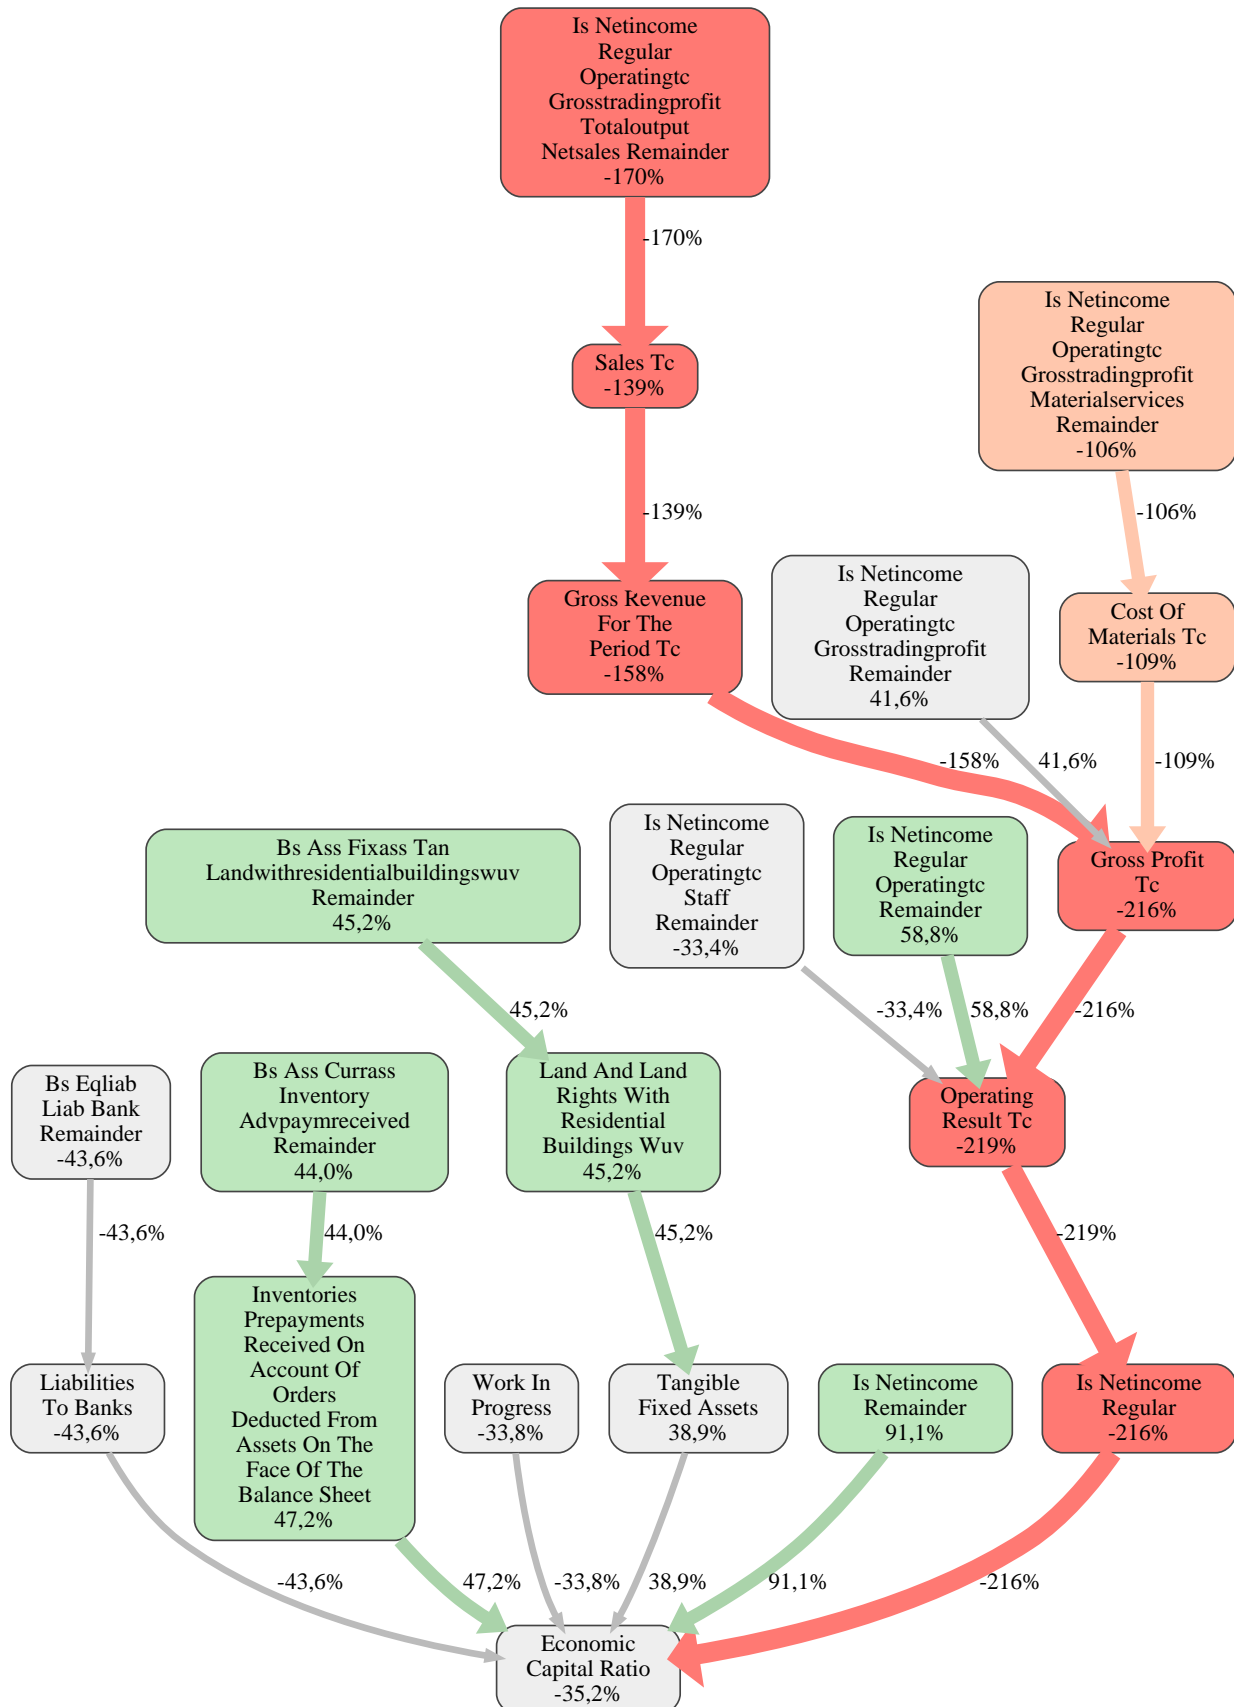 Is Netincome
Regular
Operatingtc
Grosstradingprofit
Totaloutput
Netsales Remainder
-170%
-170%
Is Netincome
Regular
Operatingtc
Grosstradingprofit
Materialservices
Remainder
-106%
Sales Tc
-139%
-139%
-106%
Is Netincome
Regular
Operatingtc
Grosstradingprofit
Remainder
41,6%
Gross Revenue
For The
Period Tc
-158%
Cost Of
Materials Tc
-109%
-158%
41,6%
-109%
Bs Ass Fixass Tan
Landwithresidentialbuildingswuv
Remainder
45,2%
Is Netincome
Regular
Operatingtc
Staff
Remainder
-33,4%
Is Netincome
Regular
Operatingtc
Remainder
58,8%
Gross Profit
Tc
-216%
45,2%
-33,4%
58,8%
-216%
Bs Eqliab
Liab Bank
Remainder
-43,6%
Bs Ass Currass
Inventory
Advpaymreceived
Remainder
44,0%
Land And Land
Rights With
Residential
Buildings Wuv
45,2%
Operating
Result Tc
-219%
-43,6%
44,0%
45,2%
-219%
Liabilities
To Banks
-43,6%
Inventories
Prepayments
Received On
Account Of
Orders
Deducted From
Assets On The
Face Of The
Balance Sheet
47,2%
Work In
Progress
-33,8%
Tangible
Fixed Assets
38,9%
Is Netincome
Remainder
91,1%
Is Netincome
Regular
-216%
-43,6%
47,2%
-33,8%
38,9%
91,1%
-216%
Economic
Capital Ratio
-35,2%